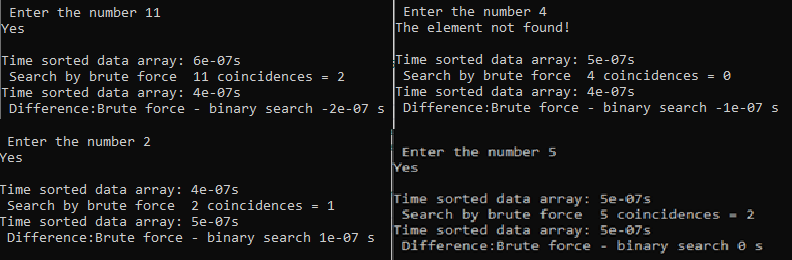 Enter the number 11
Yes
Time sorted data array: 6e-07s
Search by brute force  11 coincidences = 2
Time sorted data array: 4e-07s
Difference:Brute force - binary search -2e-07 s
Enter the number 4
The element not found!
Time sorted data array: 5e-07s
Search by brute force  4 coincidences = 0
Time sorted data array: 4e-07s
Difference:Brute force - binary search -1e-07 s
Enter the number 2
Yes
Time sorted data array: 4e-07s
Search by brute force  2 coincidences = 1
Time sorted data array: 5e-07s
Difference:Brute force - binary search 1e-07 s
Enter the number 5
Yes
Time sorted data array: 5e-07s
Search by brute force  5 coincidences = 2
Time sorted data array: 5e-07s
Difference:Brute force - binary search 0 s